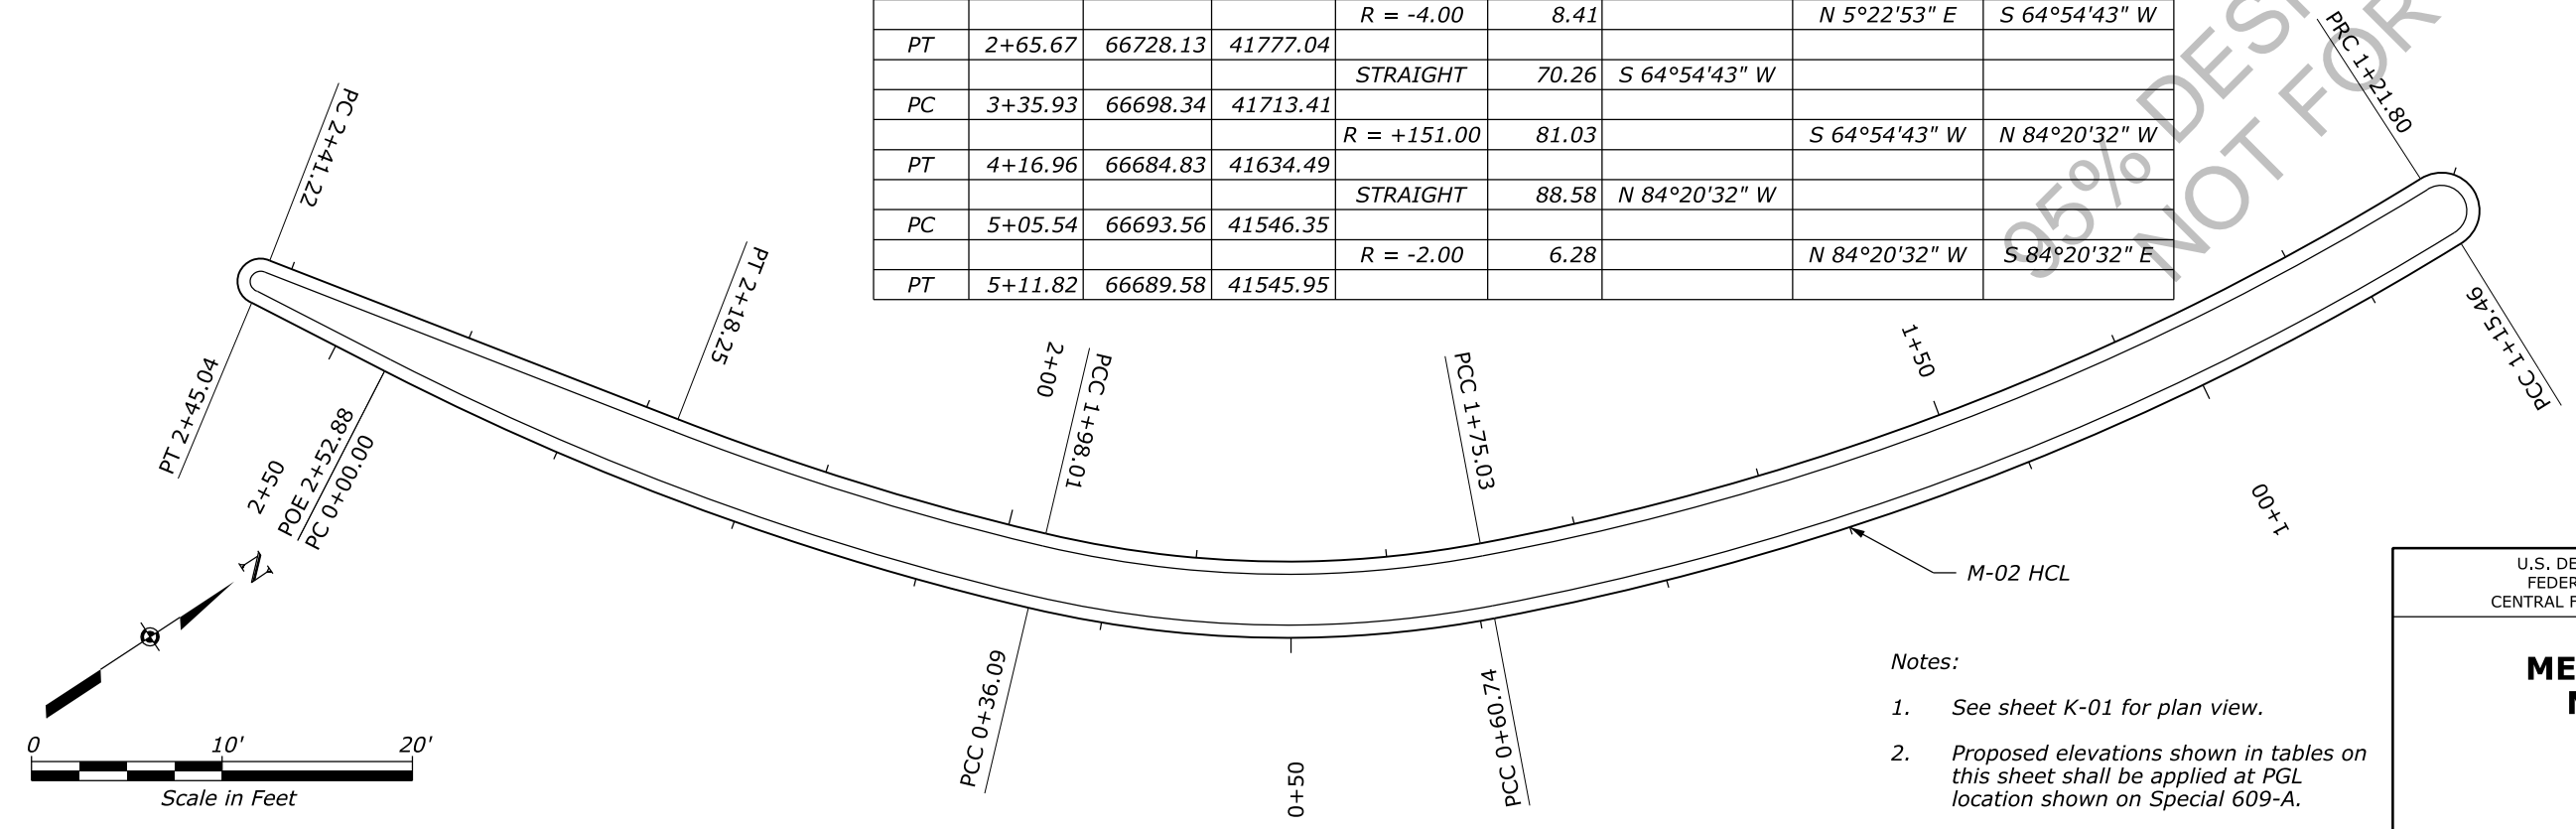 R = -4.00 8.41 N 5°22'53" E S 64°54'43" W
PT 2+65.67 66728.13 41777.04
STRAIGHT 70.26 S 64°54'43" W
PC 3+35.93 66698.34 41713.41
R = +151.00 81.03 S 64°54'43" W N 84°20'32" W
PT 4+16.96 66684.83 41634.49
STRAIGHT 88.58 N 84°20'32" W
PC 5+05.54 66693.56 41546.35
R = -2.00 6.28 N 84°20'32" W S 84°20'32" E
PT 5+11.82 66689.58 41545.95
95% DESI
NOT FOR
PRC 1+21.80
PC 2+41.22
PT 2+18.25
2+00
PCC 1+98.01
PCC 1+75.03
1+50
PCC 1+15.46
PT 2+45.04
2+50
POE 2+52.88
PC 0+00.00
N
1+00
M-02 HCL
PCC 0+36.09
0+50
PCC 0+60.74
0 10' 20'
Scale in Feet
Notes:
1. See sheet K-01 for plan view.
2. Proposed elevations shown in tables on
this sheet shall be applied at PGL
location shown on Special 609-A.
U.S. DE
FEDER
CENTRAL F
ME